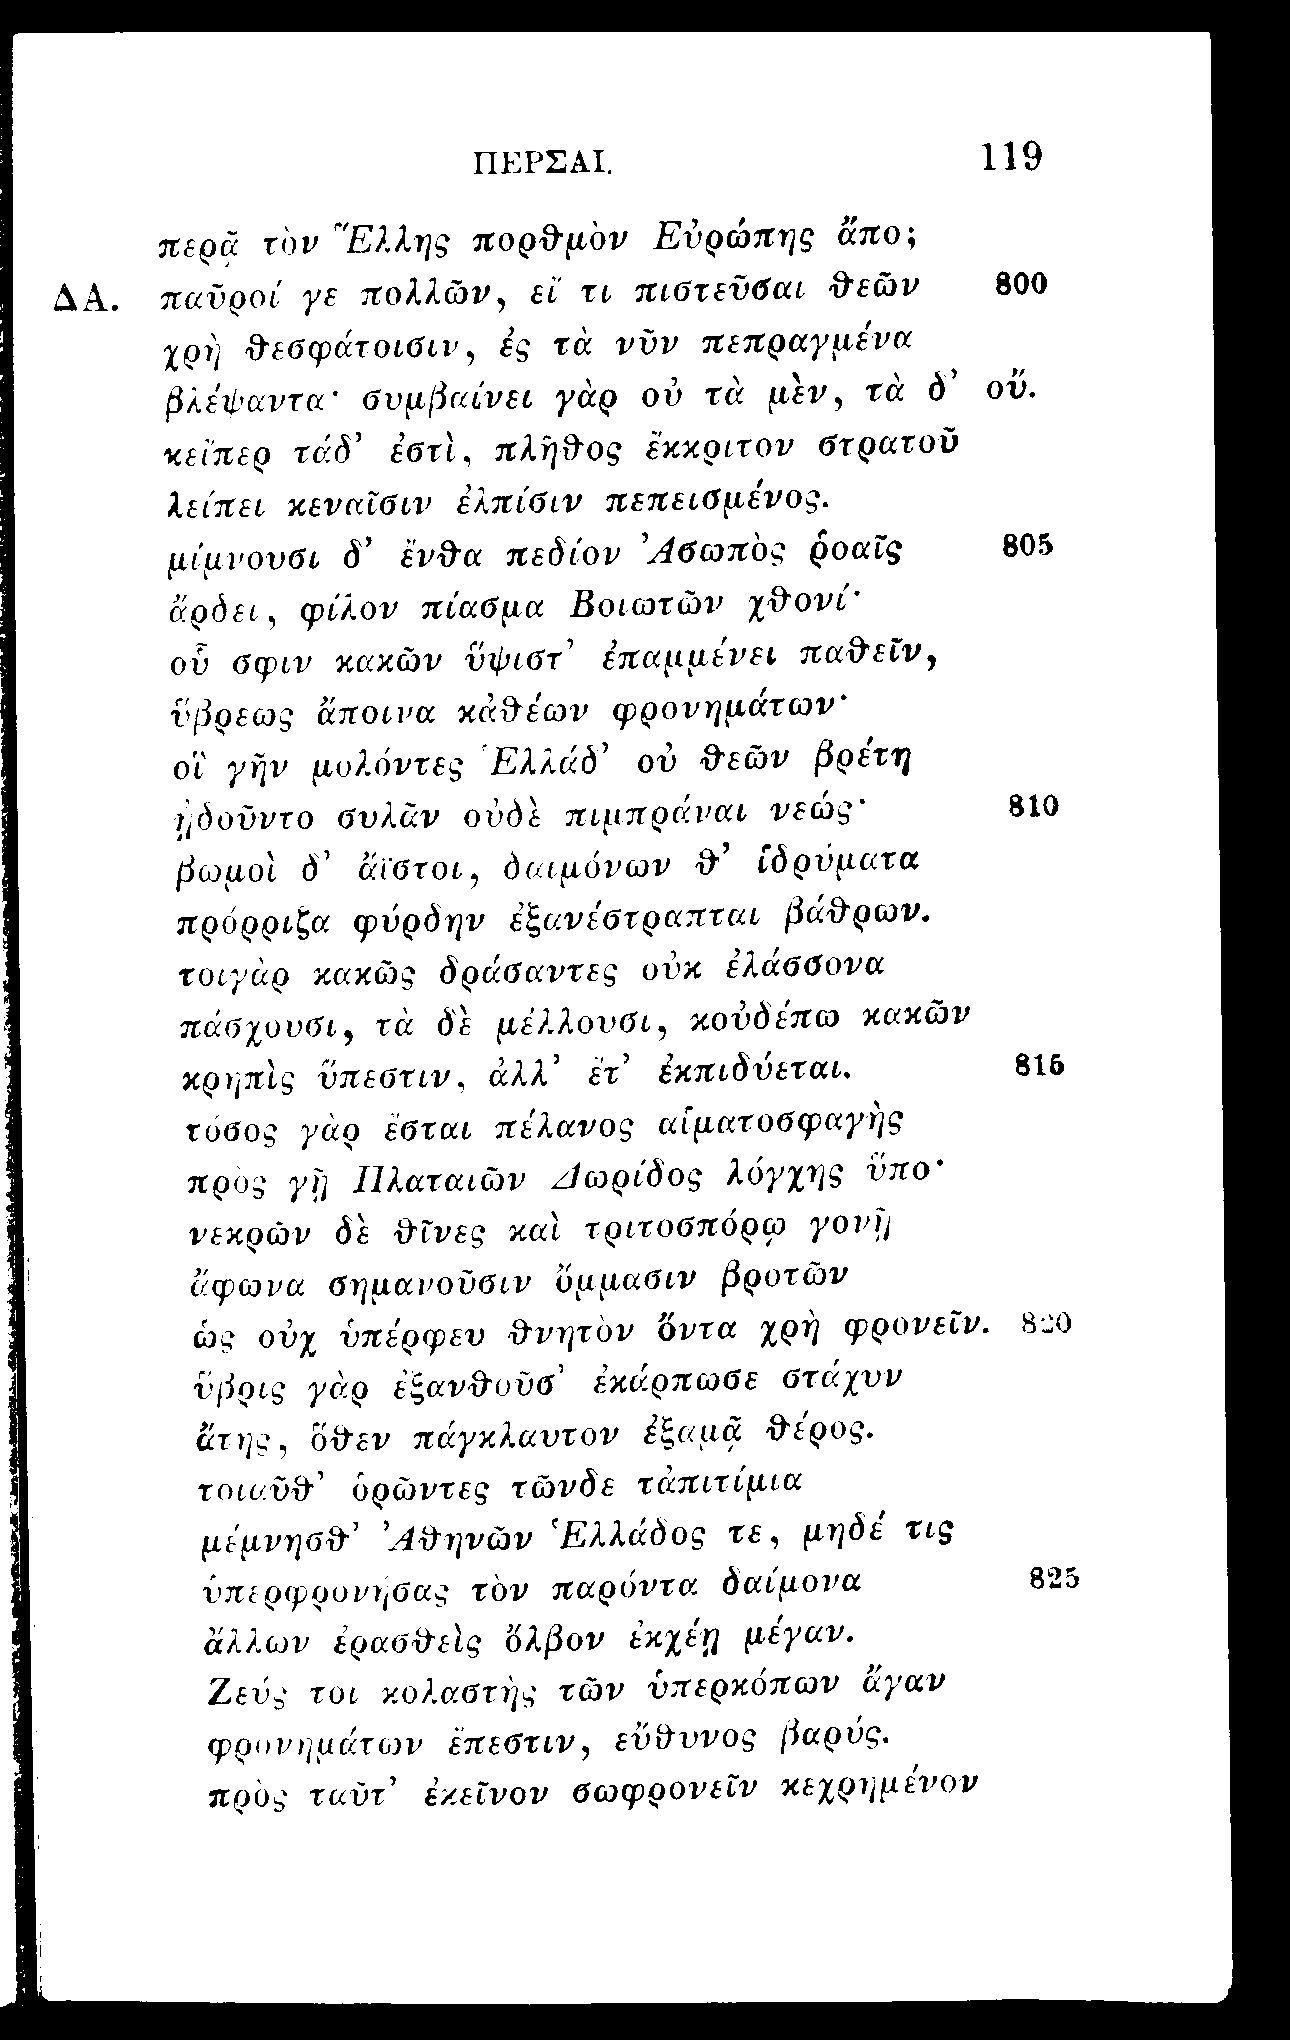 ΠΕΡΣΑΙ. 119
περᾷ τὸν Ἕλλης πορθμὸν Εὐρώπης ἄπο;
ΔΑ. παῦροί γε πολλῶν, εἴ τι πιστεῦσαι θεῶν 800
χρὴ θεσφάτοισιν, ἐς τὰ νῦν πεπραγμένα
βλέψαντα· συμβαίνει γὰρ οὐ τὰ μὲν, τὰ δ’ οὔ.
κεἴπερ τάδ’ ἐστὶ, πλῆθος ἔκκριτον στρατοῦ
λείπει κεναῖσιν ἐλπίσιν πεπεισμένος.
μίμνουσι δ’ ἔνθα πεδίον Ἀσωπὸς ῥοαῖς 805
ἄρδει, φίλον πίασμα Βοιωτῶν χθονί·
οὗ σφιν κακῶν ὕψιστ’ ἐπαμμένει παθεῖν,
ὕβρεως ἄποινα κἀθέων φρονημάτων·
οἳ γῆν μολόντες Ἑλλάδ’ οὐ θεῶν βρέτη
ᾐδοῦντο συλᾶν οὐδὲ πιμπράναι νεώς· 810
βωμοὶ δ’ ἄϊστοι, δαιμόνων θ’ ἱδρύματα
πρόρριζα φύρδην ἐξανέστραπται βάθρων.
τοιγὰρ κακῶς δράσαντες οὐκ ἐλάσσονα
πάσχουσι, τὰ δὲ μέλλουσι, κοὐδέπω κακῶν
κρηπὶς ὕπεστιν, ἀλλ’ ἔτ’ ἐκπιδύεται. 815
τόσος γὰρ ἔσται πέλανος αἱματοσφαγὴς
πρὸς γῇ Πλαταιῶν Δωρίδος λόγχης ὕπο·
νεκρῶν δὲ θῖνες καὶ τριτοσπόρῳ γονῇ
ἄφωνα σημανοῦσιν ὄμμασιν βροτῶν
ὡς οὐχ ὑπέρφευ θνητὸν ὄντα χρὴ φρονεῖν. 820
ὕβρις γὰρ ἐξανθοῦσ’ ἐκάρπωσε στάχυν
ἄτης, ὅθεν πάγκλαυτον ἐξαμᾷ θέρος.
τοιαῦθ’ ὁρῶντες τῶνδε τἀπιτίμια
μέμνησθ’ Ἀθηνῶν Ἑλλάδος τε, μηδέ τις
ὑπερφρονήσας τὸν παρόντα δαίμονα 825
ἄλλων ἐρασθεὶς ὄλβον ἐκχέῃ μέγαν.
Ζεύς τοι κολαστὴς τῶν ὑπερκόπων ἄγαν
φρονημάτων ἔπεστιν, εὔθυνος βαρύς.
πρὸς ταῦτ’ ἐκεῖνον σωφρονεῖν κεχρημένον